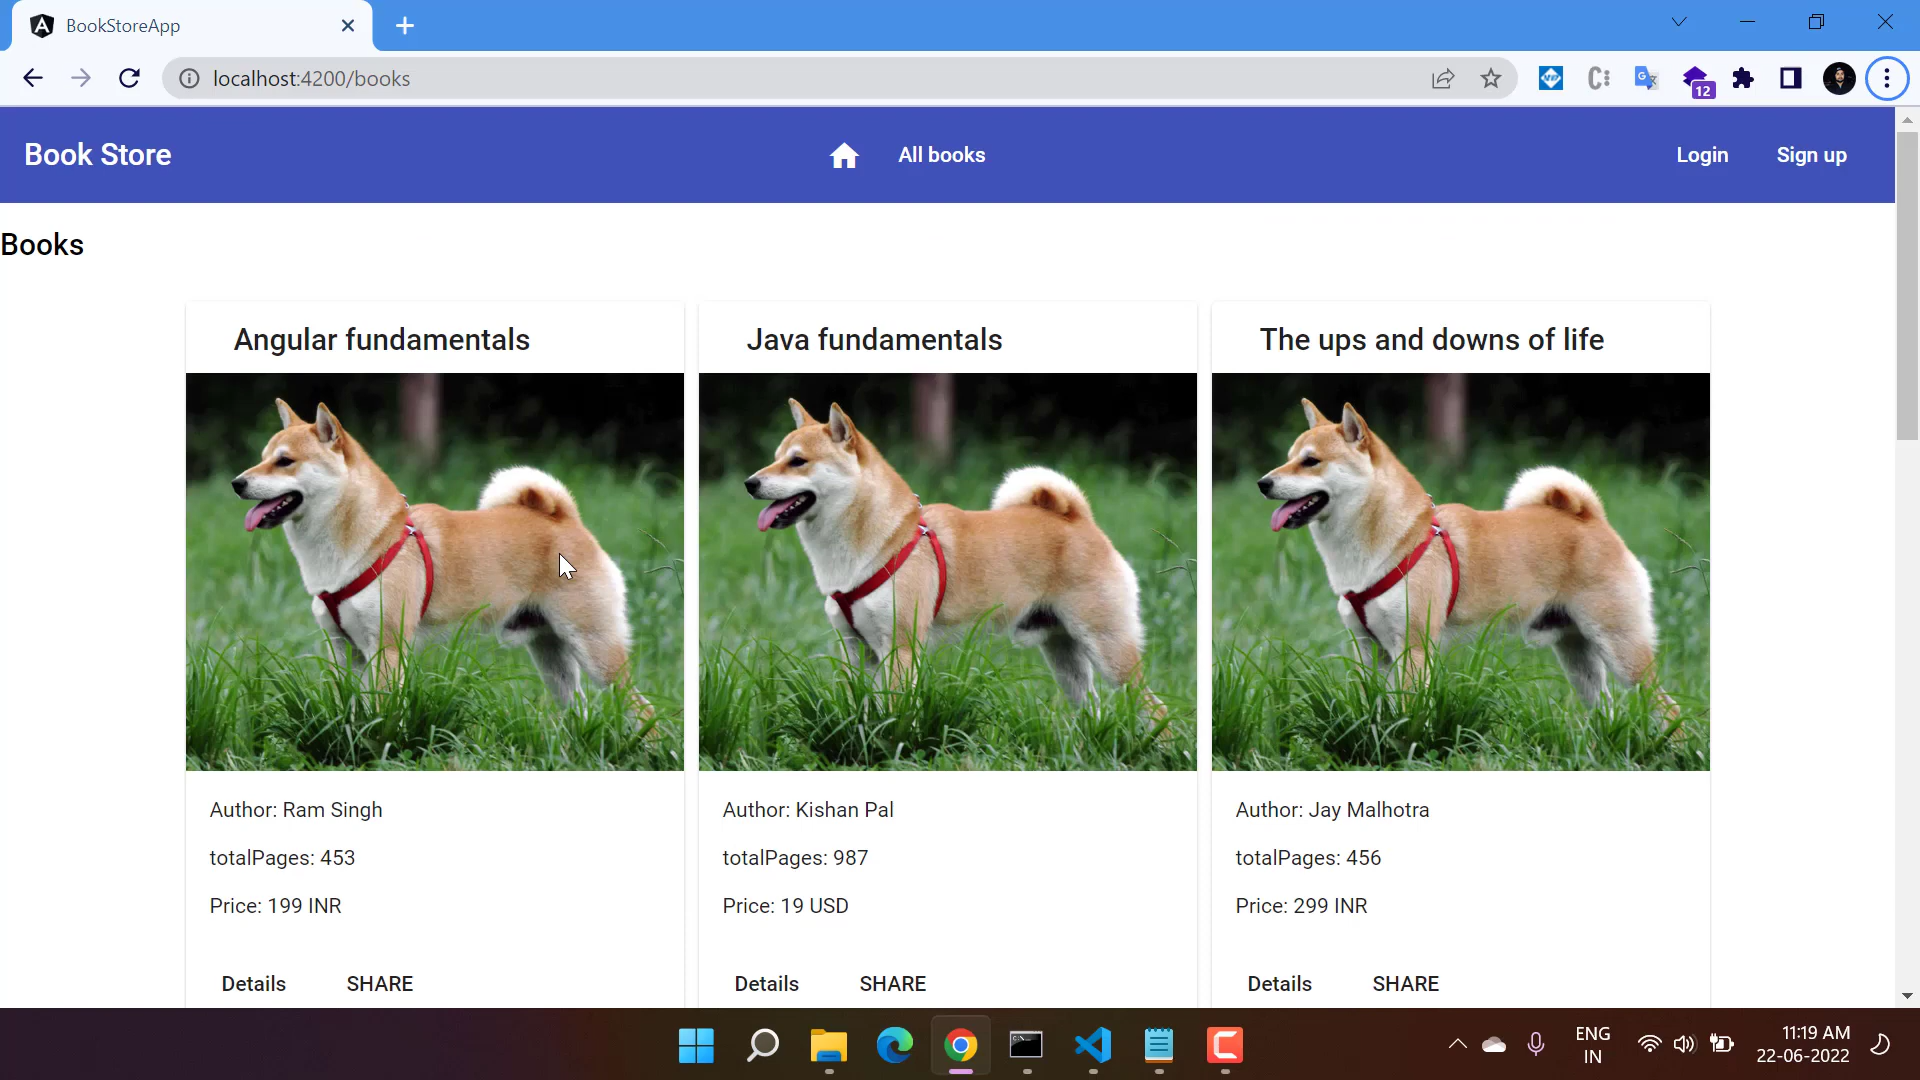 BookStoreApp
localhost:4200/books
12
Book Store
All books
Login
Sign up
Books
Angular fundamentals
Java fundamentals
The ups and downs of life
Author: Ram Singh
Author: Kishan Pal
Author: Jay Malhotra
totalPages: 453
totalPages: 987
totalPages: 456
Price: 199 INR
Price: 19 USD
Price: 299 INR
Details SHARE
Details SHARE
Details SHARE
ENG
IN
11:19 AM
22-06-2022